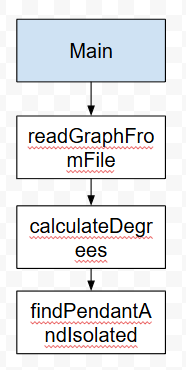 Main
readGraphFro
mFile
calculateDegr
ees
findPendantA
ndIsolated